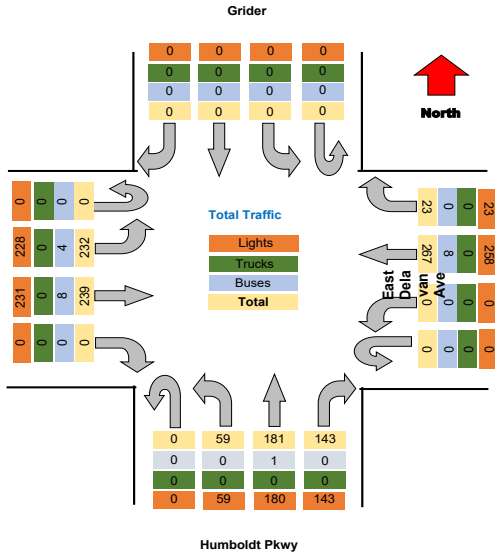 Grider
0 0 0 0
0 0 0 0
0 0 0 0
0 0 0 0
North
0 0 0 0
228 0 4 232
231 0 8 239
0 0 0 0
Total Traffic
Lights
Trucks
Buses
Total
23 0 0 23
267 8 0 258
0 0 0 0
0 0 0 0
East
Dela
van
Ave
0 59 181 143
0 0 1 0
0 0 0 0
0 59 180 143
Humboldt Pkwy